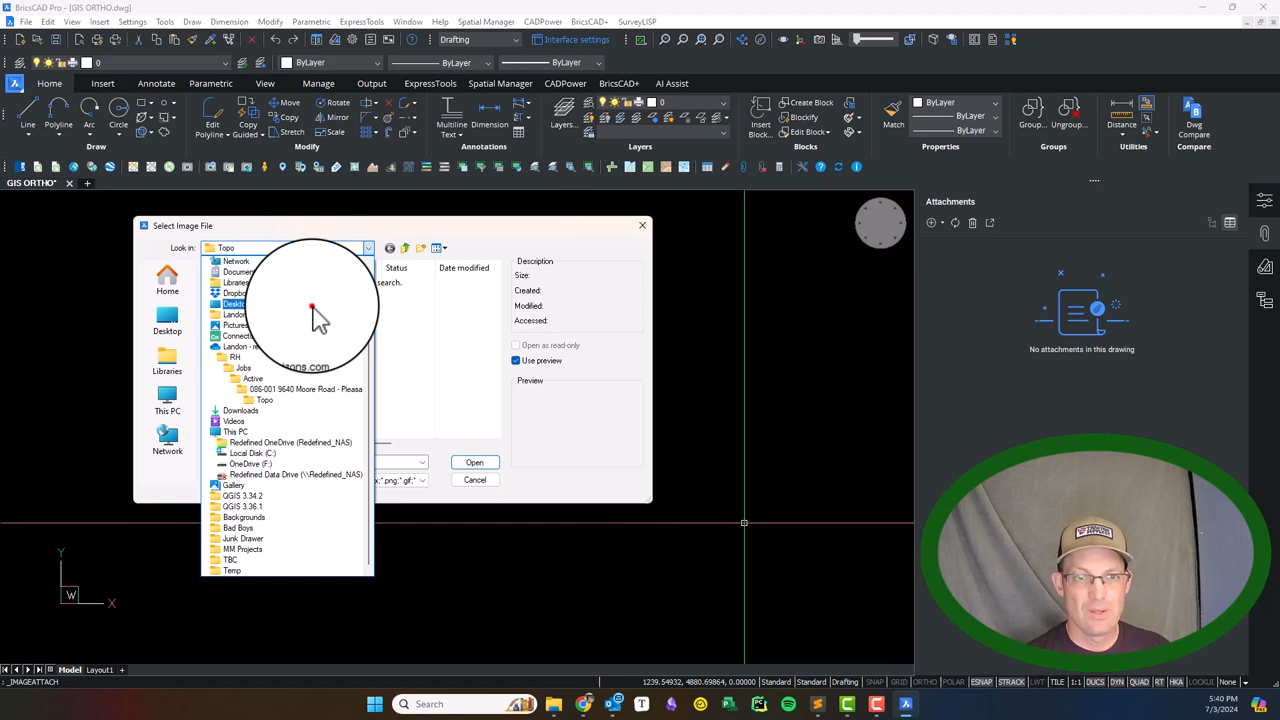 BricsCAD Pro - [GIS ORTHO.dwg]
File Edit View Insert Settings Tools Draw Dimension Modify Parametric ExpressTools Window Help Spatial Manager CADPower BricsCAD+ SurveyLISP
Drafting Interface settings
0 ByLayer ByLayer ByLayer
Home Insert Annotate Parametric View Manage Output ExpressTools Spatial Manager CADPower BricsCAD+ AI Assist
Line Polyline Arc Circle
Edit Polyline Copy Guided Move Rotate
Mirror
Stretch Scale
Multiline Text Dimension
Layers... 0
Insert Block Create Block
Blockify
Edit Block
Match ByLayer
ByLayer
ByLayer
Group... Ungroup...
Distance
Dwg Compare
Draw Modify Annotations Layers Blocks Properties Groups Utilities Compare
GIS ORTHO*
Attachments
No attachments in this drawing
Select Image File
Look in: Topo
Home
Desktop
Libraries
This PC
Network
Network
Libraries
Pictures
RH
Jobs
izons.com
Active
086-001 9640 Moore Road - Pleasa
Topo
Downloads
Videos
This PC
Redefined OneDrive (Redefined_NAS)
Local Disk (C:)
OneDrive (F:)
Redefined Data Drive (\\Redefined_NAS)
Gallery
QGIS 3.34.2
QGIS 3.36.1
Backgrounds
Bad Boys
Junk Drawer
MM Projects
TBC
Temp
Status Date modified
search.
Description
Size:
Created:
Modified:
Accessed:
Open as read-only
Use preview
Preview
Open
Cancel
Y
W X
Model Layout1
: _IMAGEATTACH
1239.54932, 4880.69864, 0.00000 Standard Standard Drafting SNAP GRID ORTHO POLAR ESNAP STRACK LWT TILE 1:1 DUCS DYN QUAD RT HKA LOCKUI None
Search
5:40 PM
7/3/2024